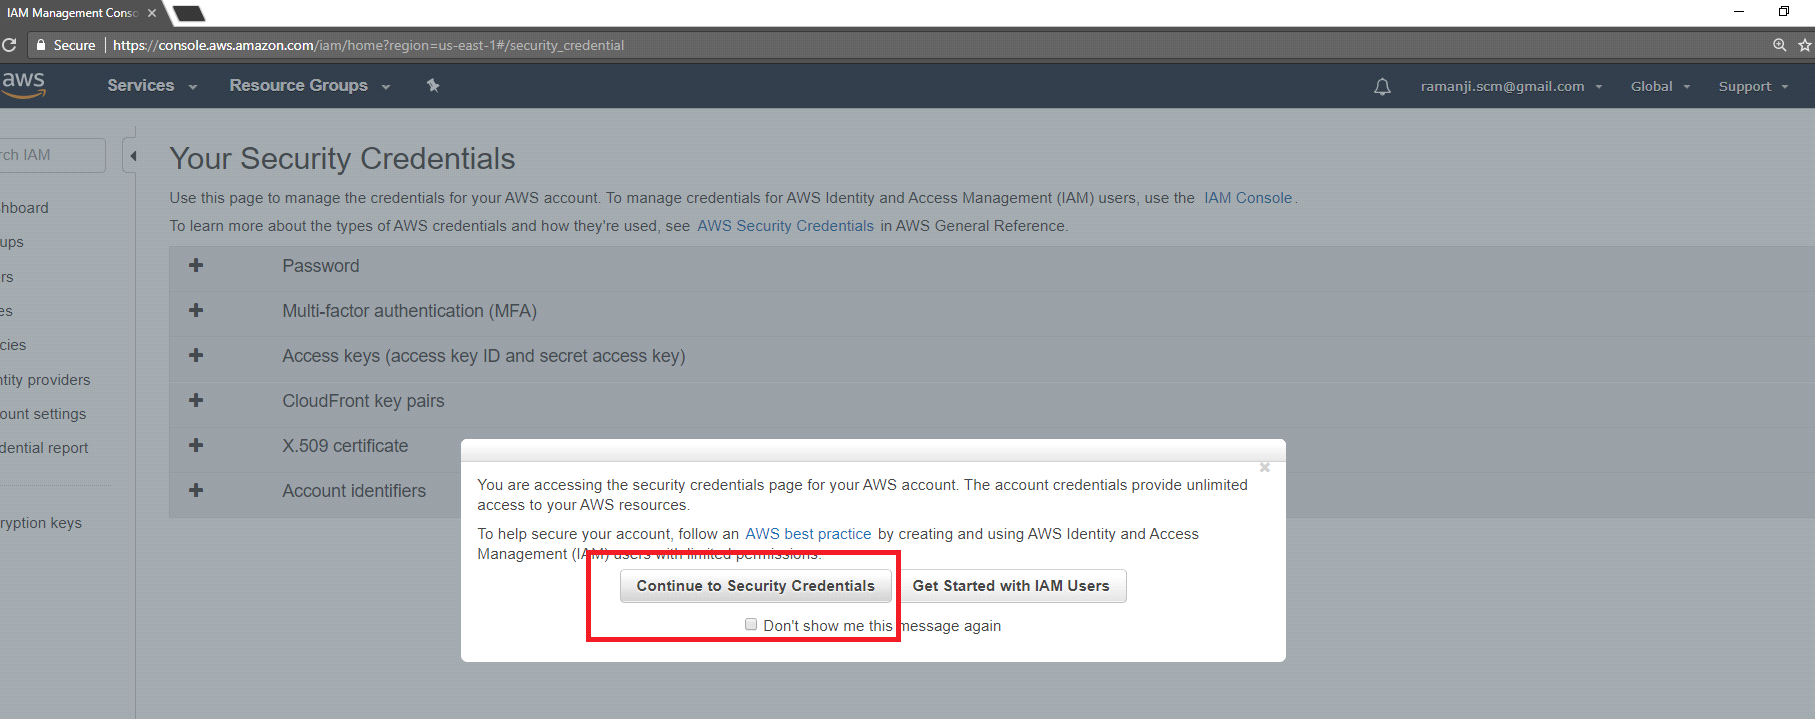 IAM Management Conso
Secure
https://console.aws.amazon.com/iam/home?region=us-east-1#/security_credential
aws
Services
Resource Groups
ramanji.scm@gmail.com
Global
Support
rch IAM
hboard
ups
rs
es
cies
ntity providers
ount settings
dential report
ryption keys
Your Security Credentials
Use this page to manage the credentials for your AWS account. To manage credentials for AWS Identity and Access Management (IAM) users, use the IAM Console.
To learn more about the types of AWS credentials and how they're used, see AWS Security Credentials in AWS General Reference.
Password
Multi-factor authentication (MFA)
Access keys (access key ID and secret access key)
CloudFront key pairs
X.509 certificate
Account identifiers
You are accessing the security credentials page for your AWS account. The account credentials provide unlimited
access to your AWS resources.
To help secure your account, follow an AWS best practice by creating and using AWS Identity and Access
Management (IAM) users with limited permissions.
Continue to Security Credentials
Get Started with IAM Users
Don't show me this message again